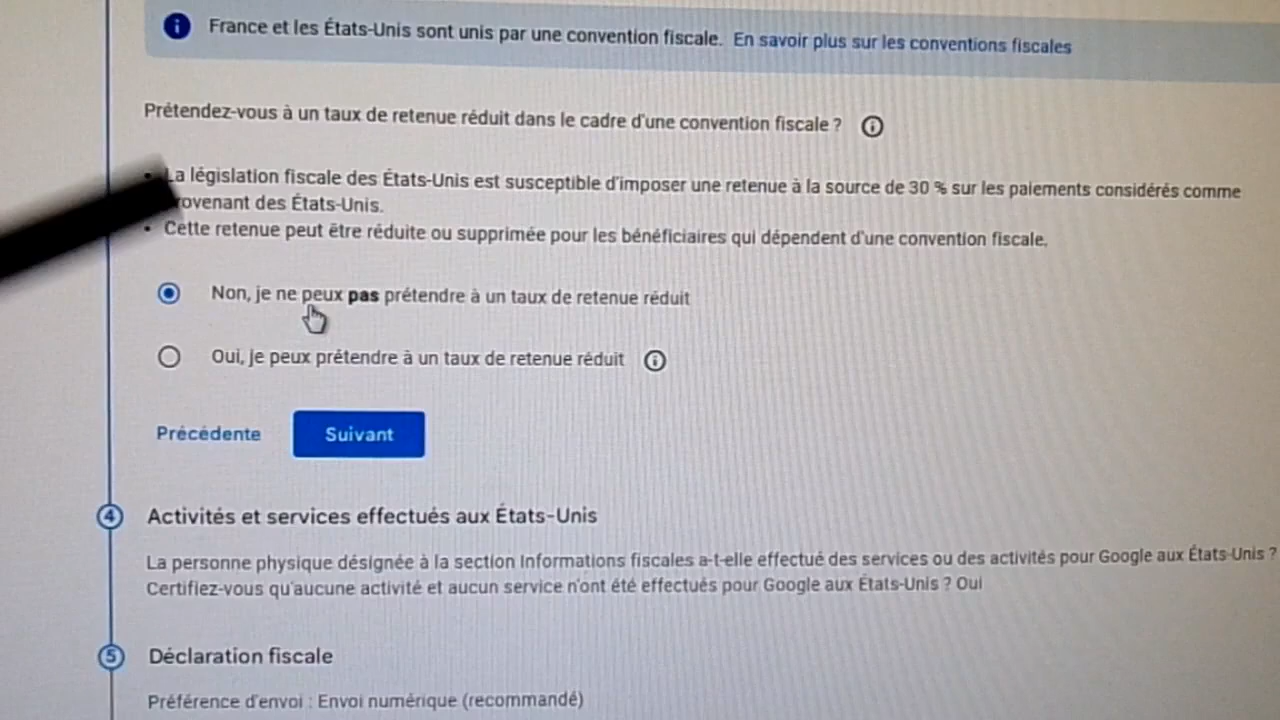 France et les États-Unis sont unis par une convention fiscale. En savoir plus sur les conventions fiscales
Prétendez-vous à un taux de retenue réduit dans le cadre d'une convention fiscale ?
• La législation fiscale des États-Unis est susceptible d'imposer une retenue à la source de 30 % sur les paiements considérés comme
rovenant des États-Unis.
• Cette retenue peut être réduite ou supprimée pour les bénéficiaires qui dépendent d'une convention fiscale.
Non, je ne peux pas prétendre à un taux de retenue réduit
Oui, je peux prétendre à un taux de retenue réduit
Précédente Suivant
4 Activités et services effectués aux États-Unis
La personne physique désignée à la section Informations fiscales a-t-elle effectué des services ou des activités pour Google aux États-Unis ?
Certifiez-vous qu'aucune activité et aucun service n'ont été effectués pour Google aux États-Unis ? Oui
5 Déclaration fiscale
Préférence d'envoi : Envoi numérique (recommandé)